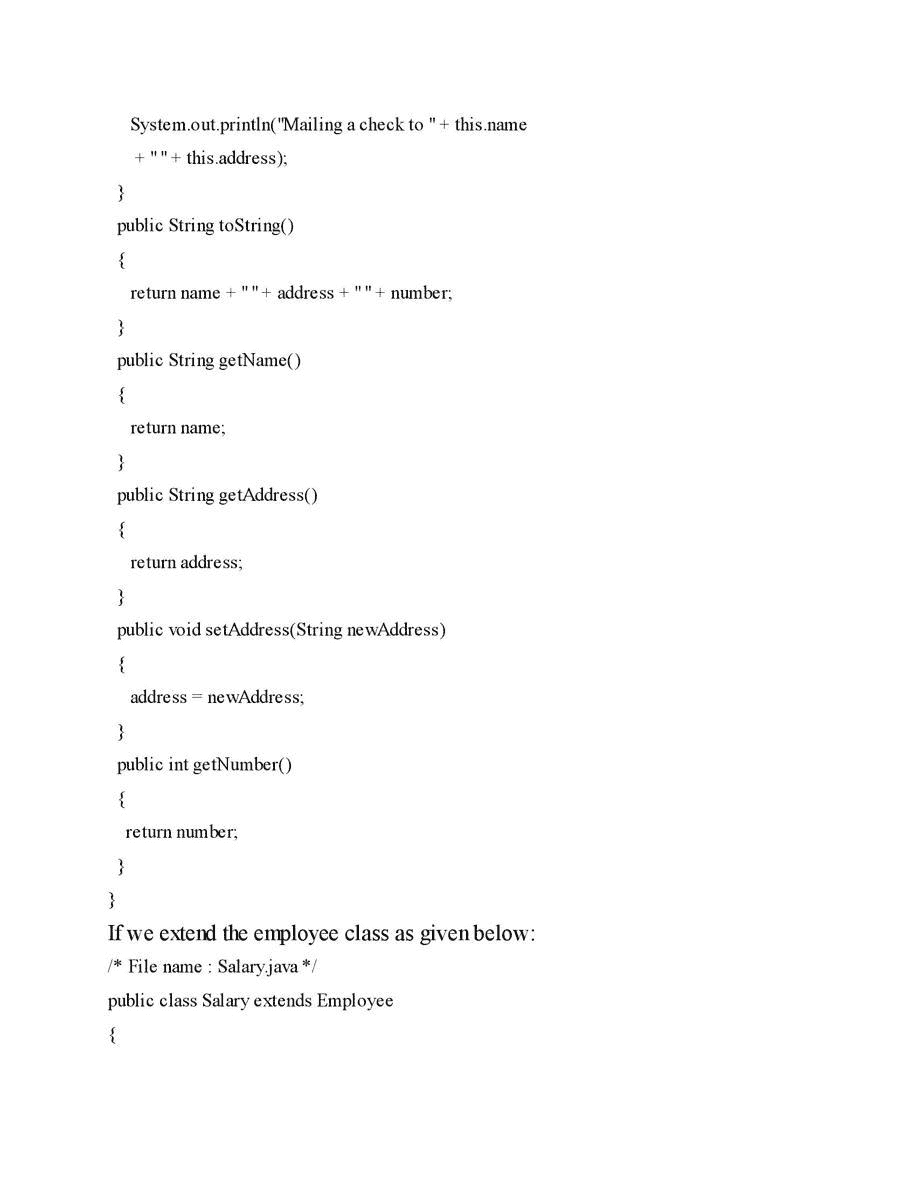 System.out.println("Mailing a check to " + this.name
+ " " + this.address);
}
public String toString()
{
return name + " " + address + " " + number;
}
public String getName()
{
return name;
}
public String getAddress()
{
return address;
}
public void setAddress(String newAddress)
{
address = newAddress;
}
public int getNumber()
{
return number;
}
}
If we extend the employee class as given below:
/* File name : Salary.java */
public class Salary extends Employee
{